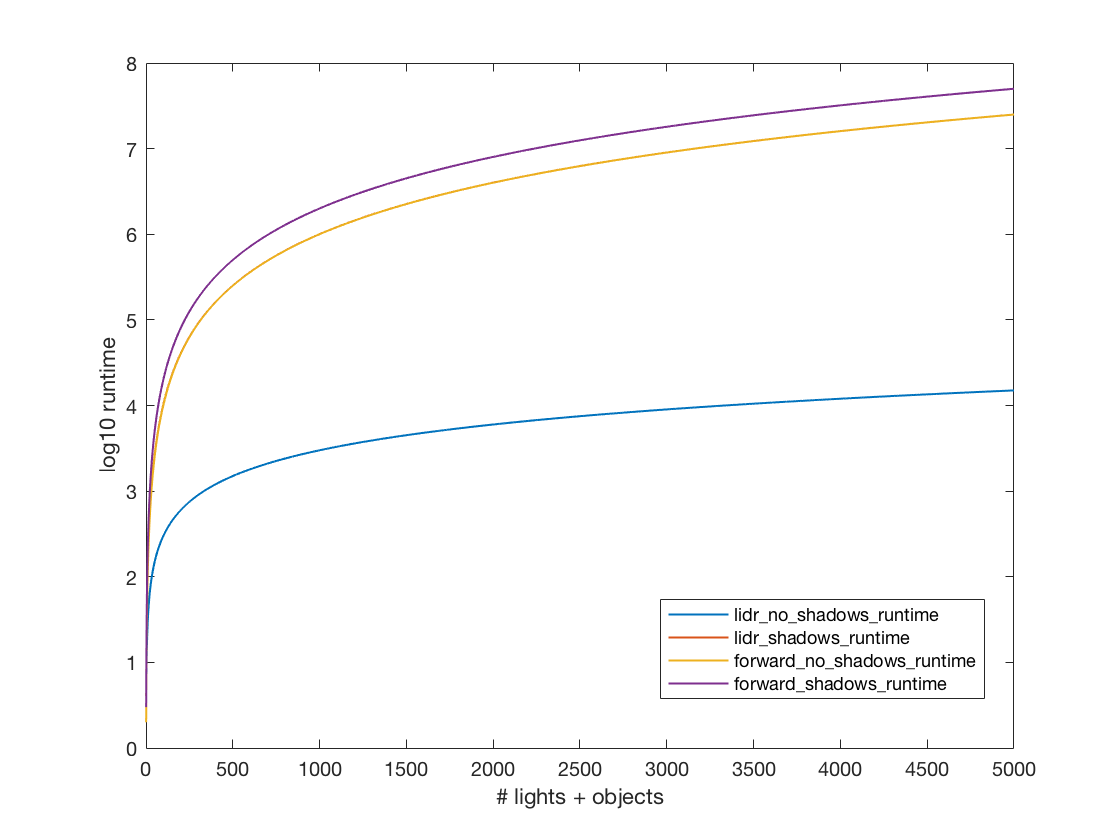 8
7
6
5
4
3
2
1
0
log10 runtime
lidr_no_shadows_runtime
lidr_shadows_runtime
forward_no_shadows_runtime
forward_shadows_runtime
0 500 1000 1500 2000 2500 3000 3500 4000 4500 5000
# lights + objects